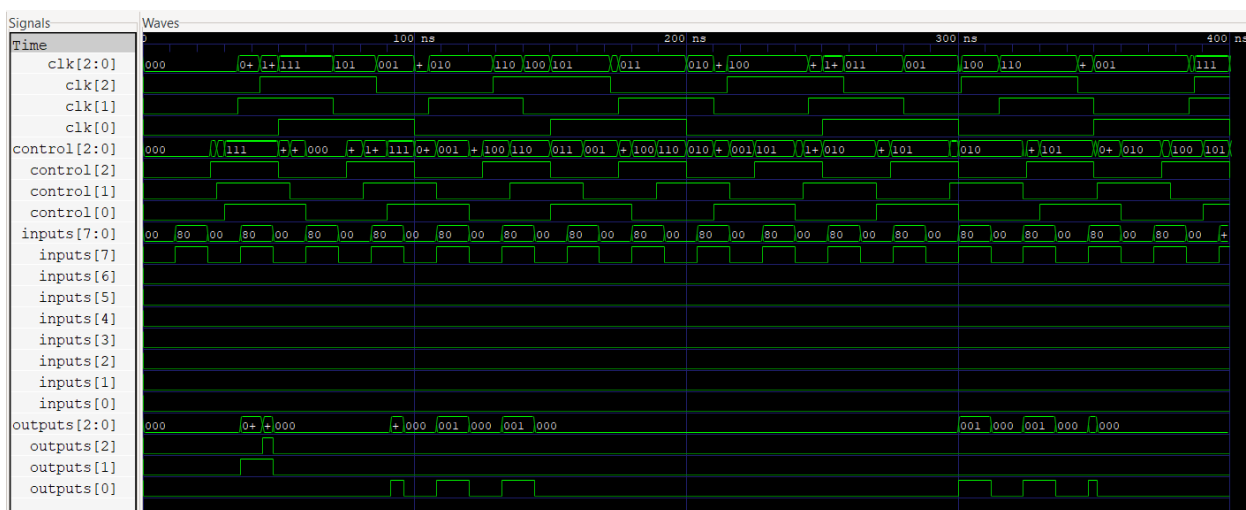 Signals Waves
Time 0 100 ns 200 ns 300 ns 400 ns
clk[2:0] 000 0+ 1+ 111 101 001 + 010 110 100 101 011 010 + 100 + 1+ 011 001 100 110 + 001 111
clk[2]
clk[1]
clk[0]
control[2:0] 000 111 + + 000 + 1+ 111 0+ 001 + 100 110 011 001 + 100 110 010 + 001 101 1+ 010 + 101 010 + 101 0+ 010 100 101
control[2]
control[1]
control[0]
inputs[7:0] 00 80 00 80 00 80 00 80 00 80 00 80 00 80 00 80 00 80 00 80 00 80 00 80 00 80 00 80 00 80 00 80 00 +
inputs[7]
inputs[6]
inputs[5]
inputs[4]
inputs[3]
inputs[2]
inputs[1]
inputs[0]
outputs[2:0] 000 0+ + 000 + 000 001 000 001 000 001 000 001 000 000
outputs[2]
outputs[1]
outputs[0]